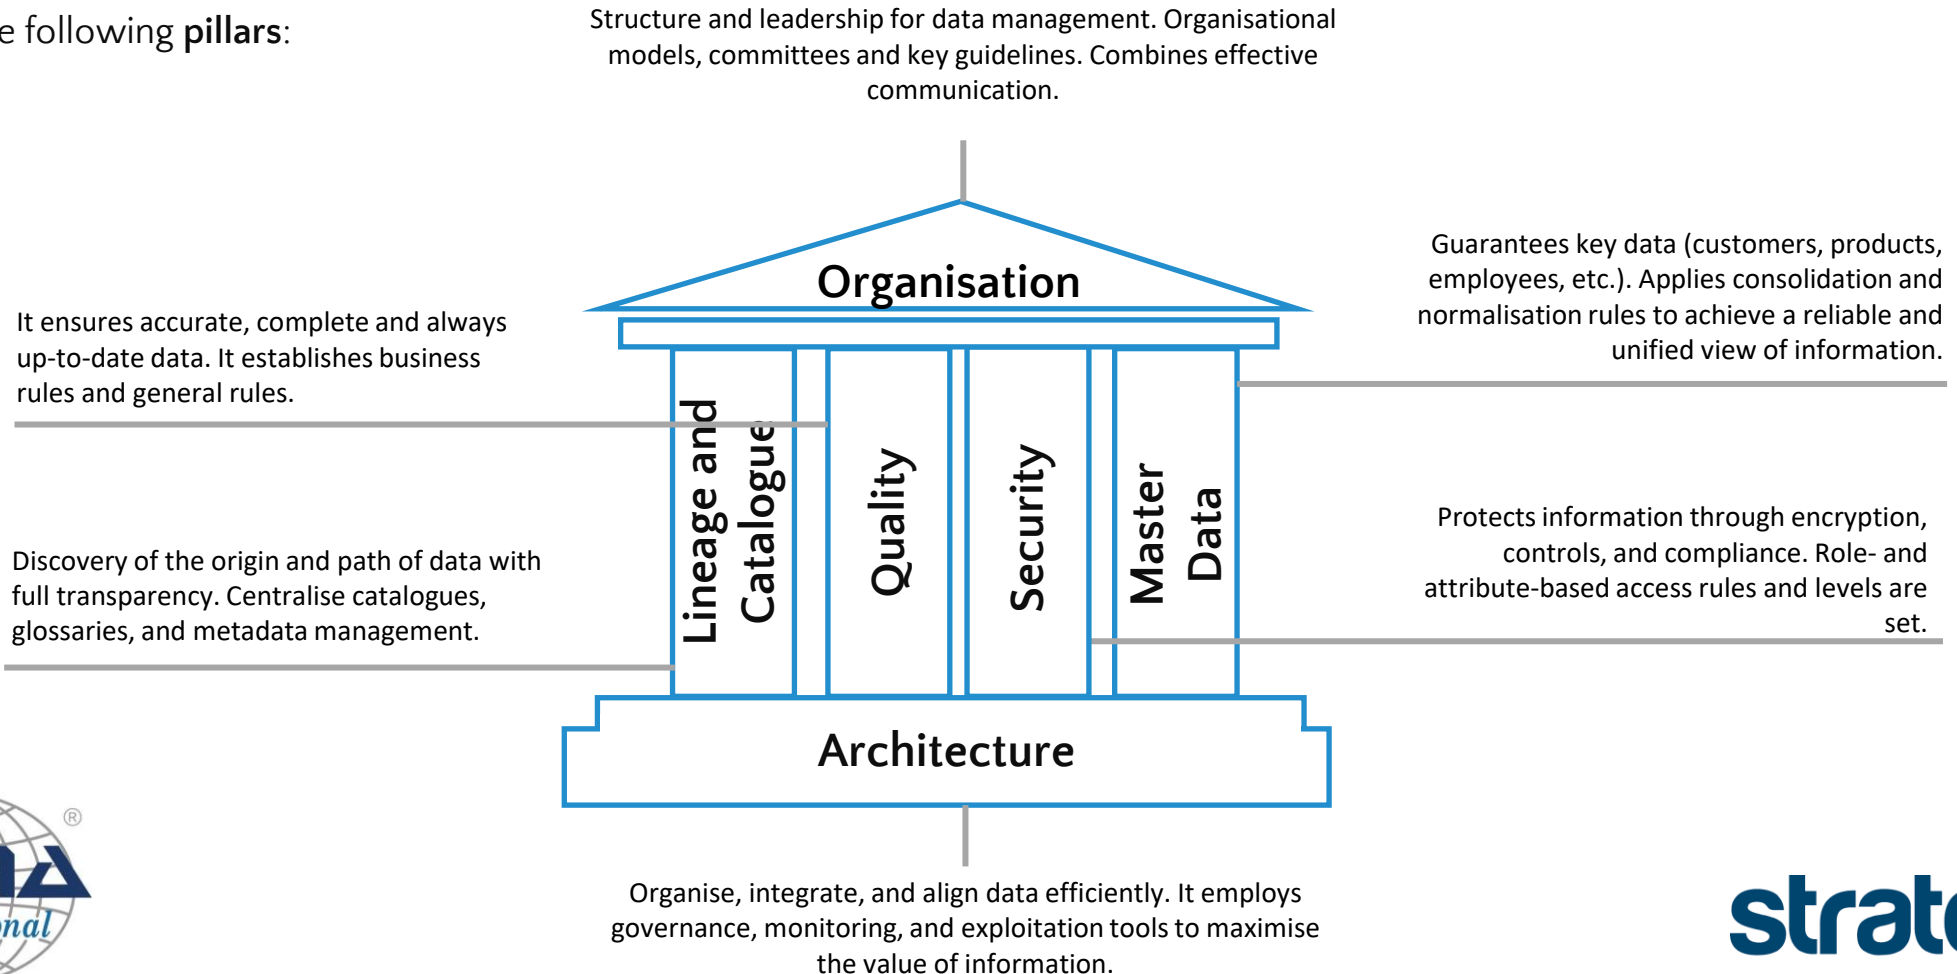 e following pillars:
Structure and leadership for data management. Organisational
models, committees and key guidelines. Combines effective
communication.
Organisation
Guarantees key data (customers, products,
employees, etc.). Applies consolidation and
normalisation rules to achieve a reliable and
unified view of information.
It ensures accurate, complete and always
up-to-date data. It establishes business
rules and general rules.
Lineage and
Catalogue
Quality
Security
Master
Data
Protects information through encryption,
controls, and compliance. Role- and
attribute-based access rules and levels are
set.
Discovery of the origin and path of data with
full transparency. Centralise catalogues,
glossaries, and metadata management.
Architecture
Organise, integrate, and align data efficiently. It employs
governance, monitoring, and exploitation tools to maximise
the value of information.
®
onal
strate